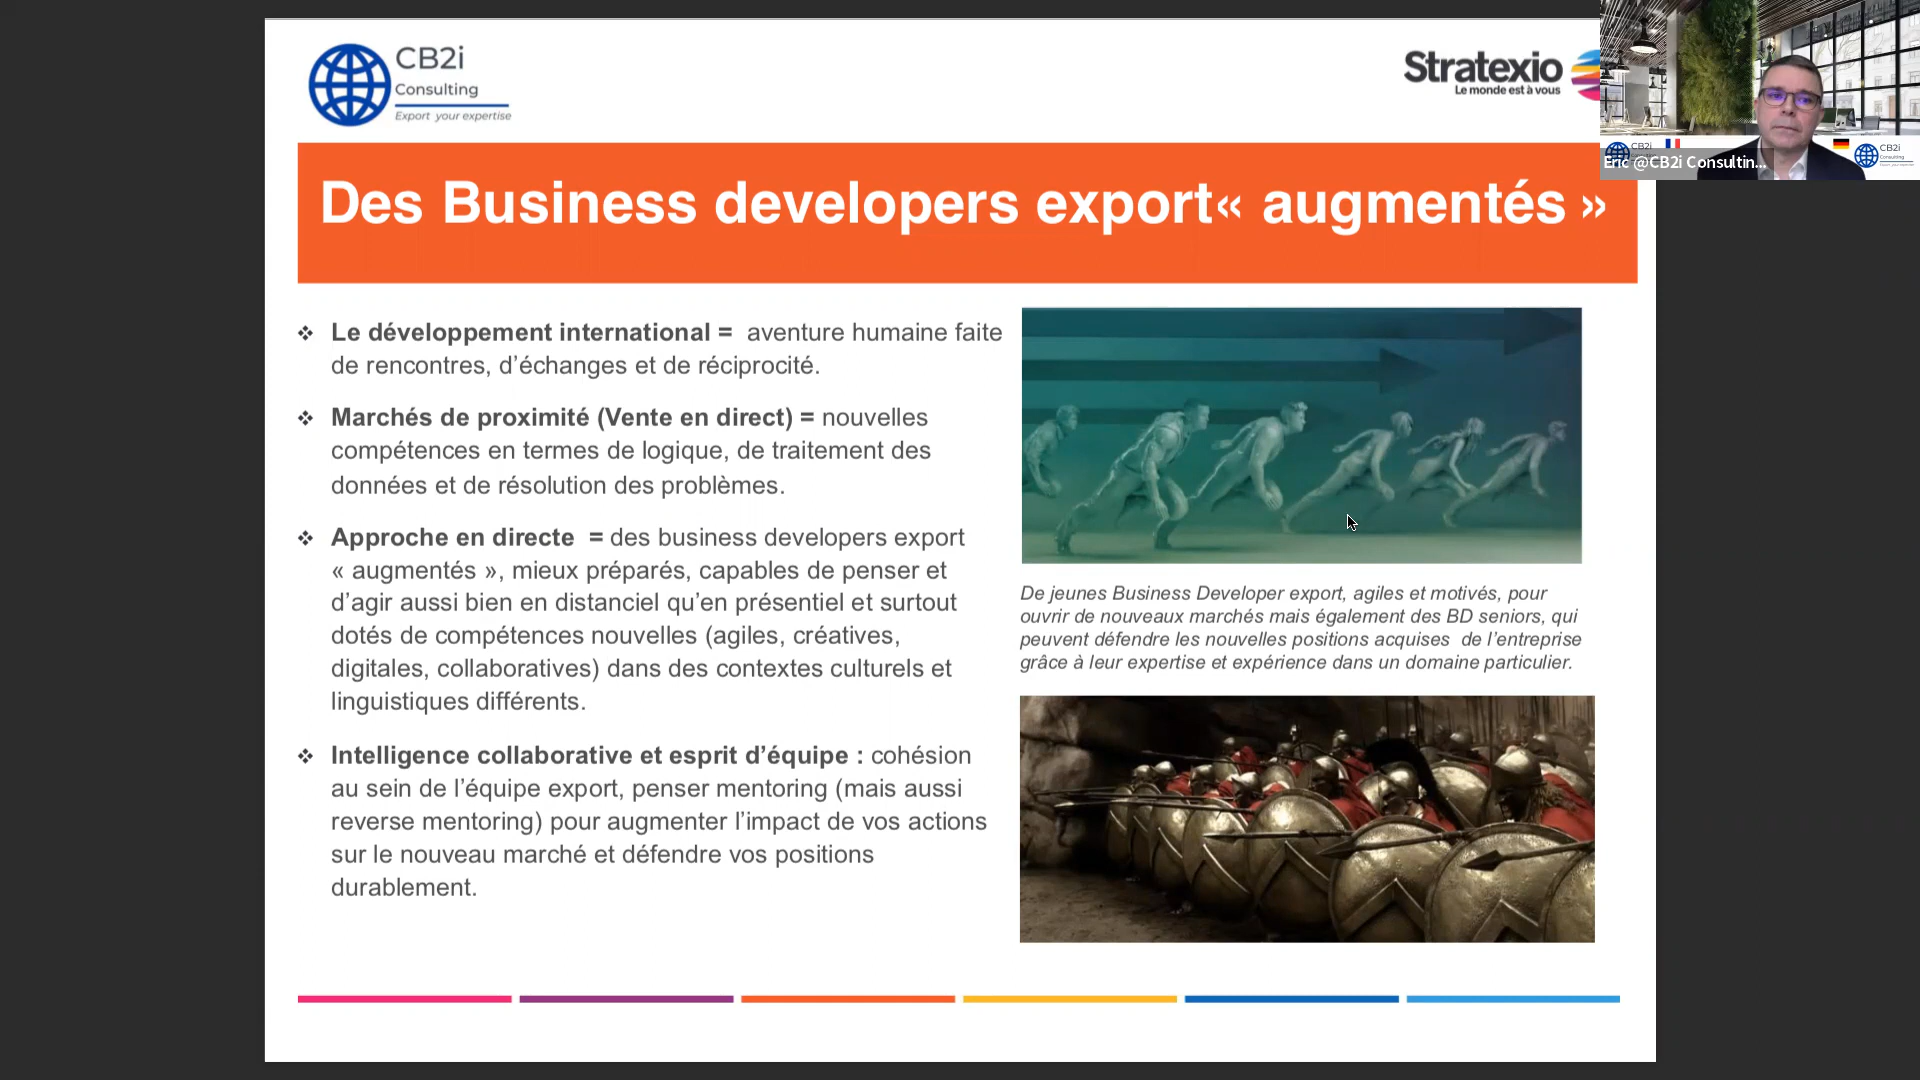 CB2i
Consulting
Export your expertise
Stratexio
Le monde est à vous
Eric @CB2i Consultin...
CB2i
Consulting
CB2i
Consulting
Des Business developers export« augmentés »
❖ Le développement international = aventure humaine faite
de rencontres, d’échanges et de réciprocité.
❖ Marchés de proximité (Vente en direct) = nouvelles
compétences en termes de logique, de traitement des
données et de résolution des problèmes.
❖ Approche en directe = des business developers export
« augmentés », mieux préparés, capables de penser et
d’agir aussi bien en distanciel qu’en présentiel et surtout
dotés de compétences nouvelles (agiles, créatives,
digitales, collaboratives) dans des contextes culturels et
linguistiques différents.
❖ Intelligence collaborative et esprit d’équipe : cohésion
au sein de l’équipe export, penser mentoring (mais aussi
reverse mentoring) pour augmenter l’impact de vos actions
sur le nouveau marché et défendre vos positions
durablement.
De jeunes Business Developer export, agiles et motivés, pour
ouvrir de nouveaux marchés mais également des BD seniors, qui
peuvent défendre les nouvelles positions acquises de l’entreprise
grâce à leur expertise et expérience dans un domaine particulier.